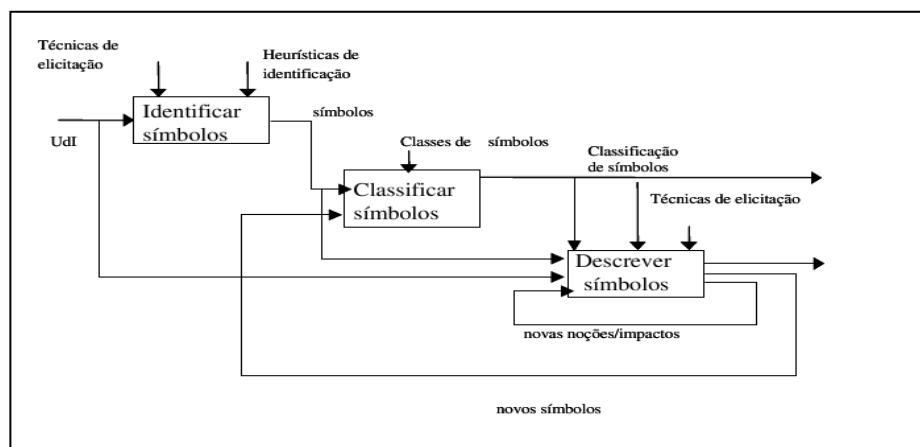 Técnicas de
elicitação
Heurísticas de
identificação
Identificar
símbolos
UdI
símbolos
Classes de símbolos
Classificar
símbolos
Classificação
de símbolos
Técnicas de elicitação
Descrever
símbolos
novas noções/impactos
novos símbolos